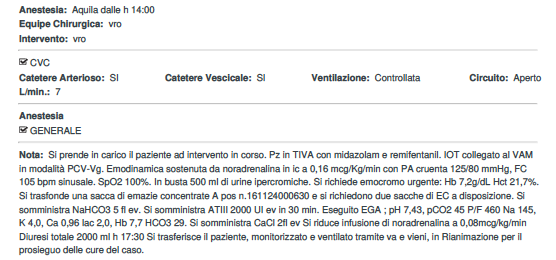 Anestesia: Aquila dalle h 14:00
Equipe Chirurgica: vro
Intervento: vro
CVC
Catetere Arterioso: SI Catetere Vescicale: SI Ventilazione: Controllata Circuito: Aperto
L/min.: 7
Anestesia
GENERALE
Nota: Si prende in carico il paziente ad intervento in corso. Pz in TIVA con midazolam e remifentanil. IOT collegato al VAM
in modalità PCV-Vg. Emodinamica sostenuta da noradrenalina in ic a 0,16 mcg/Kg/min con PA cruenta 125/80 mmHg, FC
105 bpm sinusale. SpO2 100%. In busta 500 ml di urine ipercromiche. Si richiede emocromo urgente: Hb 7,2g/dL Hct 21,7%.
Si trasfonde una sacca di emazie concentrate A pos n.161124000630 e si richiedono due sacche di EC a disposizione. Si
somministra NaHCO3 5 fl ev. Si somministra ATIII 2000 UI ev in 30 min. Eseguito EGA ; pH 7,43, pCO2 45 P/F 460 Na 145,
K 4,0, Ca 0,96 lac 2,0, Hb 7,7 HCO3 29. Si somministra CaCl 2fl ev Si riduce infusione di noradrenalina a 0,08mcg/kg/min
Diuresi totale 2000 ml h 17:30 Si trasferisce il paziente, monitorizzato e ventilato tramite va e vieni, in Rianimazione per il
prosieguo delle cure del caso.